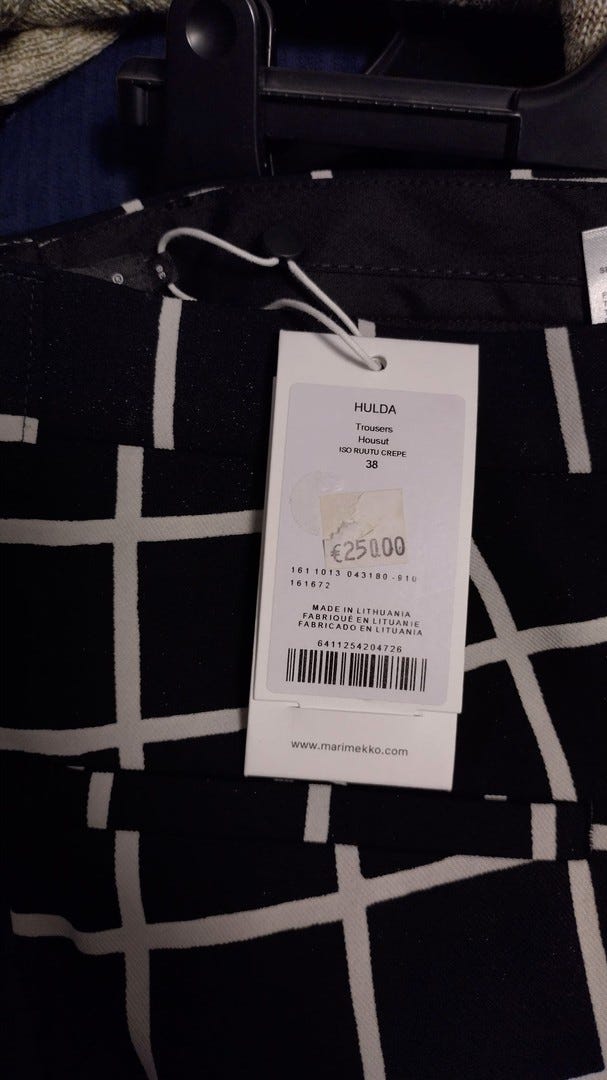 HULDA
Trousers
Housut
ISO RUUTU CREPE
38
€250.00
161 1013 043180-910
161672
MADE IN LITHUANIA
FABRIQUÉ EN LITUANIE
FABRICADO EN LITUANIA
6411254204726
www.marimekko.com